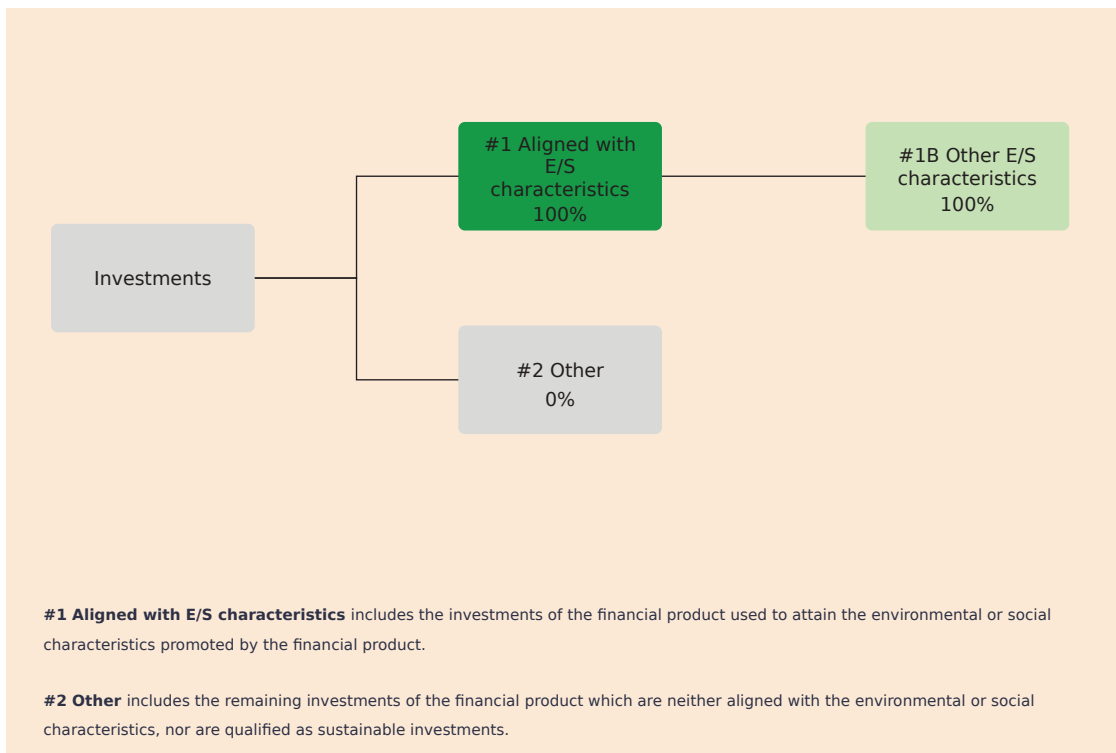 #1 Aligned with
E/S
characteristics
100%
#1B Other E/S
characteristics
100%
Investments
#2 Other
0%
#1 Aligned with E/S characteristics includes the investments of the financial product used to attain the environmental or social
characteristics promoted by the financial product.
#2 Other includes the remaining investments of the financial product which are neither aligned with the environmental or social
characteristics, nor are qualified as sustainable investments.